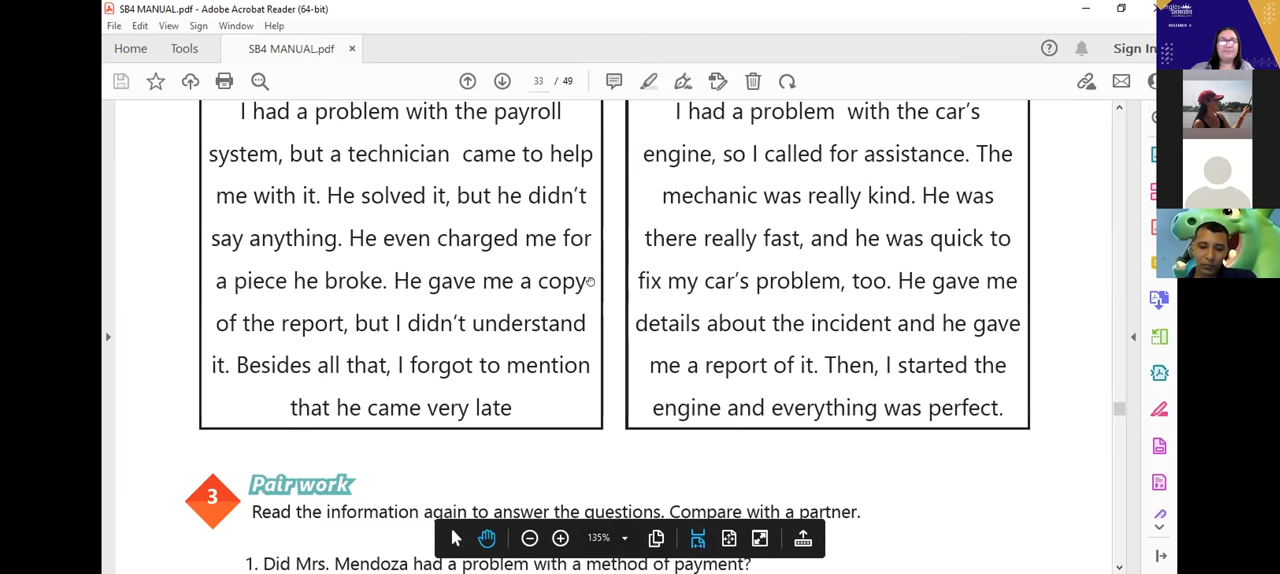 SB4 MANUAL.pdf - Adobe Acrobat Reader (64-bit)
File Edit View Sign Window Help
Home Tools SB4 MANUAL.pdf × Sign In
33 / 49
I had a problem with the payroll
system, but a technician came to help
me with it. He solved it, but he didn’t
say anything. He even charged me for
a piece he broke. He gave me a copy
of the report, but I didn’t understand
it. Besides all that, I forgot to mention
that he came very late
I had a problem with the car’s
engine, so I called for assistance. The
mechanic was really kind. He was
there really fast, and he was quick to
fix my car’s problem, too. He gave me
details about the incident and he gave
me a report of it. Then, I started the
engine and everything was perfect.
3 Pair work
Read the information again to answer the questions. Compare with a partner.
135%
1. Did Mrs. Mendoza had a problem with a method of payment?